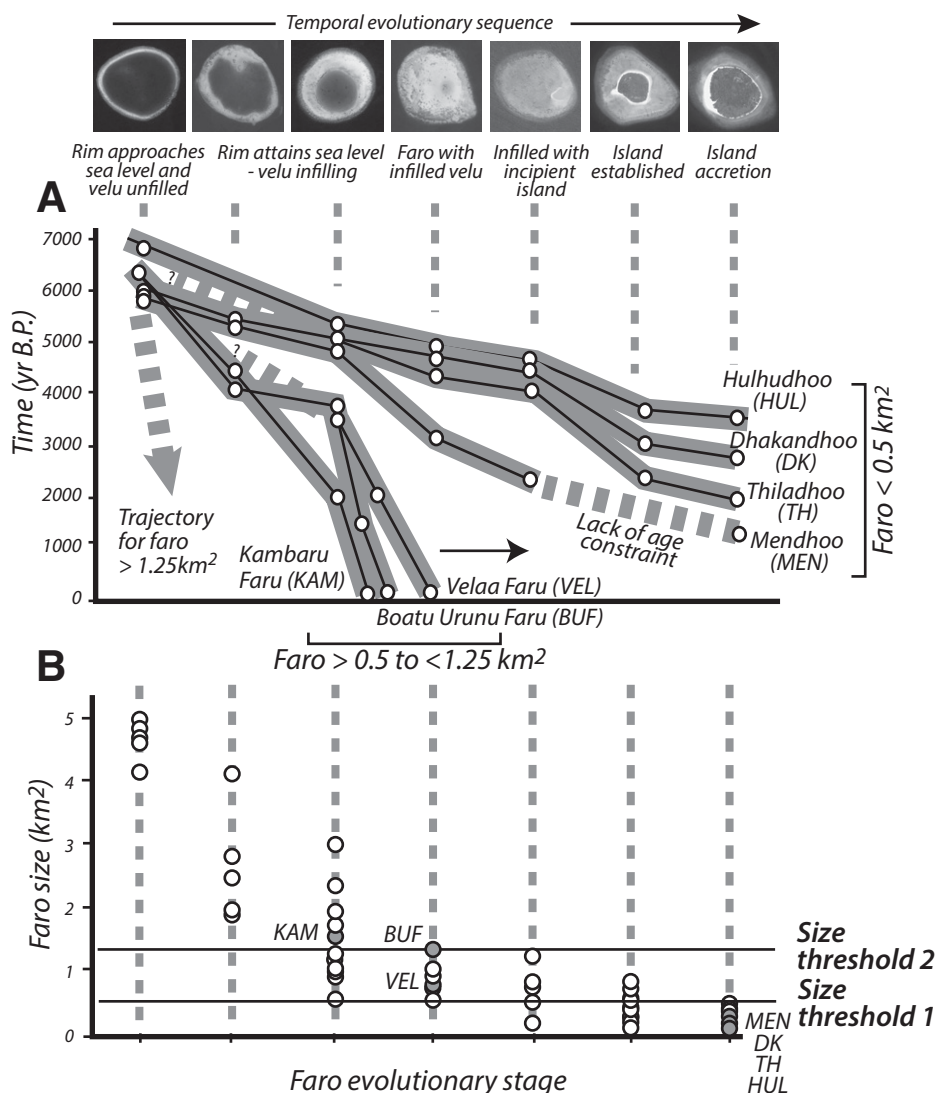 Temporal evolutionary sequence
Rim approaches
sea level and
velu unfilled
Rim attains sea level
- velu infilling
Faro with
infilled velu
Infilled with
incipient
island
Island
established
Island
accretion
A
Time (yr B.P.)
7000
6000
5000
4000
3000
2000
1000
0
?
?
Trajectory
for faro
> 1.25km2
Kambaru
Faru (KAM)
Velaa Faru (VEL)
Boatu Urunu Faru (BUF)
Faro > 0.5 to <1.25 km2
Lack of age
constraint
Hulhudhoo
(HUL)
Dhakandhoo
(DK)
Thiladhoo
(TH)
Mendhoo
(MEN)
Faro < 0.5 km2
B
Faro size (km2)
5
4
3
2
1
0
KAM
BUF
VEL
Size
threshold 2
Size
threshold 1
MEN
DK
TH
HUL
Faro evolutionary stage